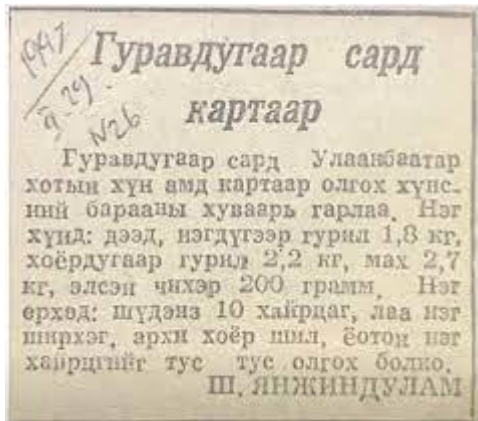 1991
II.29.
N26
Гуравдугаар сард
картаар
Гуравдугаар сард Улаанбаатар
хотын хүн амд картаар олгох хүнс-
ний барааны хуваарь гарлаа. Нэг
хүнд: дээд, нэгдүгээр гурил 1,8 кг,
хоёрдугаар гурил 2,2 кг, мах 2,7
кг, элсэн чихэр 200 грамм. Нэг
өрхөд: шүдэнз 10 хайрцаг, лаа нэг
ширхэг, архи хоёр шил, ёотон нэг
хайрцгийг тус тус олгох болно.
Ш. ЯНЖИНДУЛАМ